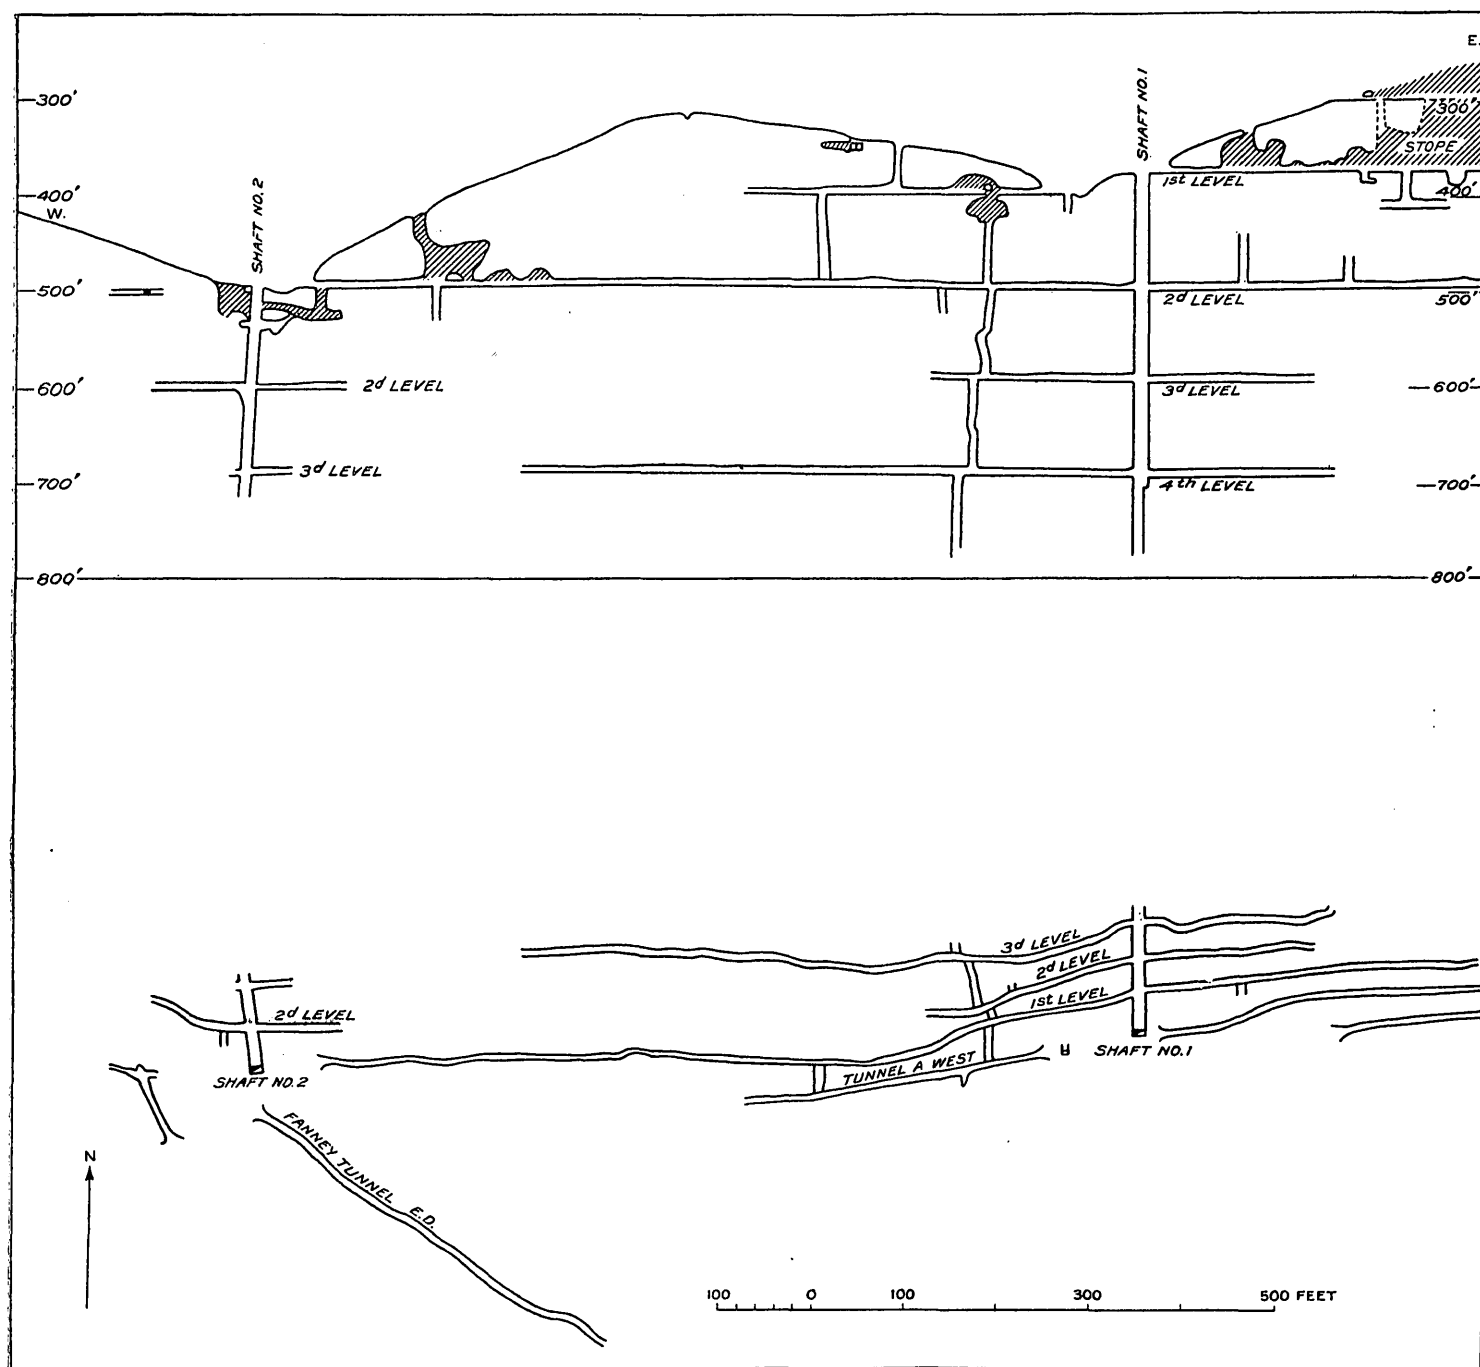 E.
300'
300'
SHAFT NO.1
STOPE
400'
1st LEVEL
400'
W.
SHAFT NO.2
500'
2d LEVEL
500'
600'
2d LEVEL
3d LEVEL
600'
3d LEVEL
700'
4th LEVEL
700'
800'
800'
3d LEVEL
2d LEVEL
1st LEVEL
2d LEVEL
SHAFT NO.1
TUNNEL A WEST
SHAFT NO.2
FANNEY TUNNEL E.D.
N
100 0 100 300 500 FEET